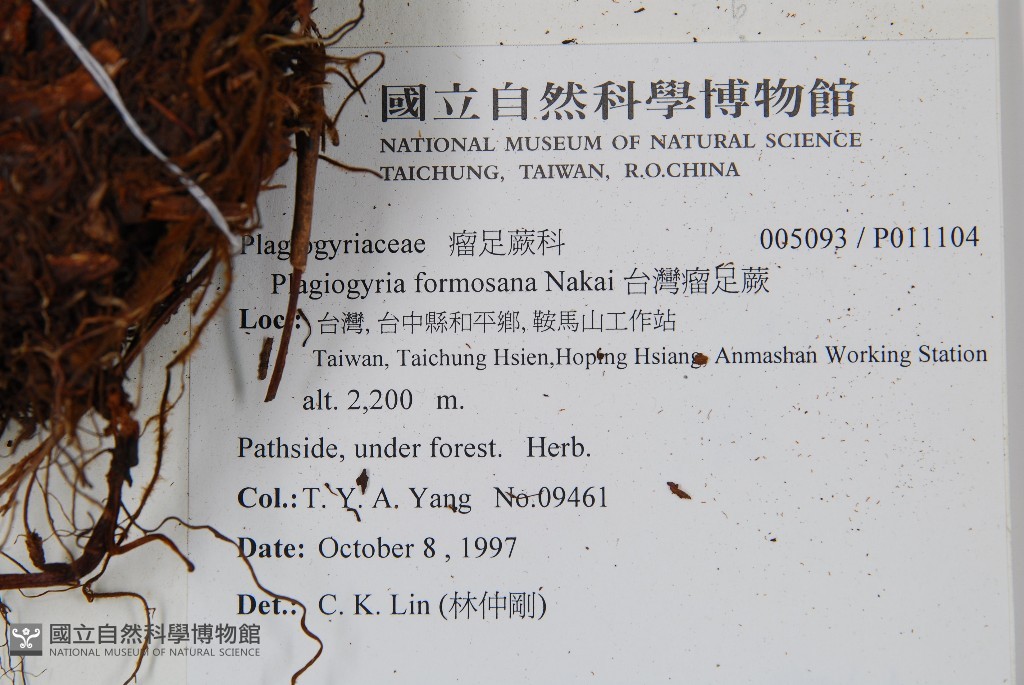 國立自然科學博物館
NATIONAL MUSEUM OF NATURAL SCIENCE
TAICHUNG, TAIWAN, R.O.CHINA
Plagiogyriaceae 瘤足蕨科 005093 / P011104
Plagiogyria formosana Nakai 台灣瘤足蕨
Loc.: 台灣, 台中縣和平鄉, 鞍馬山工作站
Taiwan, Taichung Hsien,Hoping Hsiang, Anmashan Working Station
alt. 2,200 m.
Pathside, under forest. Herb.
Col.: T. Y. A. Yang No.09461
Date: October 8 , 1997
Det.: C. K. Lin (林仲剛)
國立自然科學博物館
NATIONAL MUSEUM OF NATURAL SCIENCE